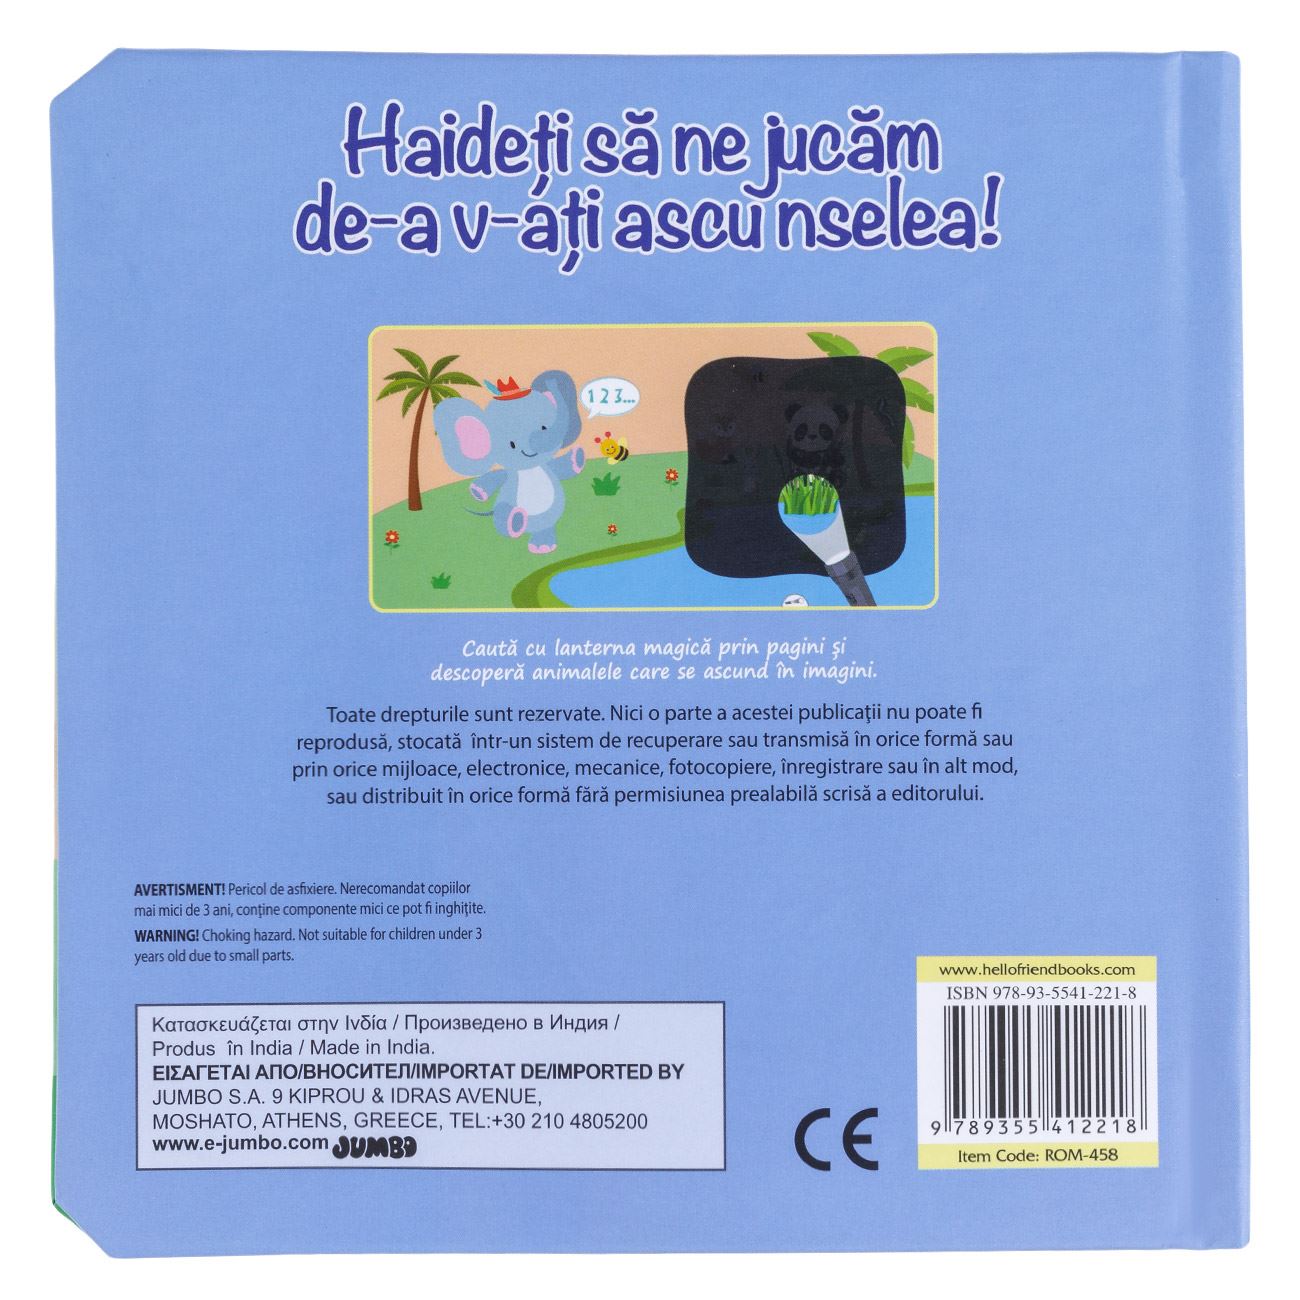 Haideți să ne jucăm
de-a v-ați ascu nselea!
1 2 3...
Caută cu lanterna magică prin pagini și
descoperă animalele care se ascund în imagini.
Toate drepturile sunt rezervate. Nici o parte a acestei publicaţii nu poate fi
reprodusă, stocată într-un sistem de recuperare sau transmisă în orice formă sau
prin orice mijloace, electronice, mecanice, fotocopiere, înregistrare sau în alt mod,
sau distribuit în orice formă fără permisiunea prealabilă scrisă a editorului.
AVERTISMENT! Pericol de asfixiere. Nerecomandat copiilor
mai mici de 3 ani, conține componente mici ce pot fi inghițite.
WARNING! Choking hazard. Not suitable for children under 3
years old due to small parts.
Κατασκευάζεται στην Ινδία / Произведено в Индия /
Produs în India / Made in India.
ΕΙΣΑΓΕΤΑΙ ΑΠΟ/ВНОСИТЕЛ/IMPORTAT DE/IMPORTED BY
JUMBO S.A. 9 KIPROU & IDRAS AVENUE,
MOSHATO, ATHENS, GREECE, TEL:+30 210 4805200
www.e-jumbo.com JUMBO
CE
www.hellofriendbooks.com
ISBN 978-93-5541-221-8
9 789355 412218
Item Code: ROM-458